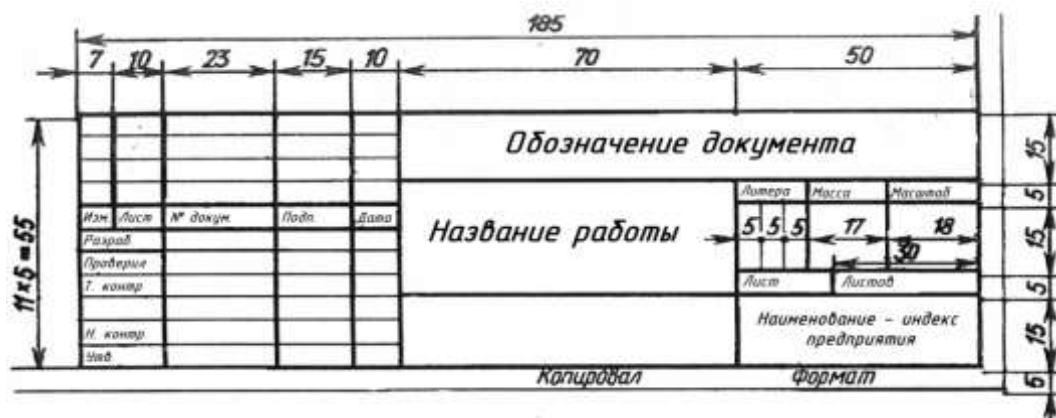 185
7 10 23 15 10 70 50
Обозначение документа
15
Литера Масса Масштаб
5
Изм. Лист № докум. Подп. Дата
Название работы
5 5 5 17 18
15
30
Разраб
Проверил
Т. контр
Лист Листов
5
11×5=55
Наименование - индекс
предприятия
15
Н. контр
Утв
Копировал Формат
5